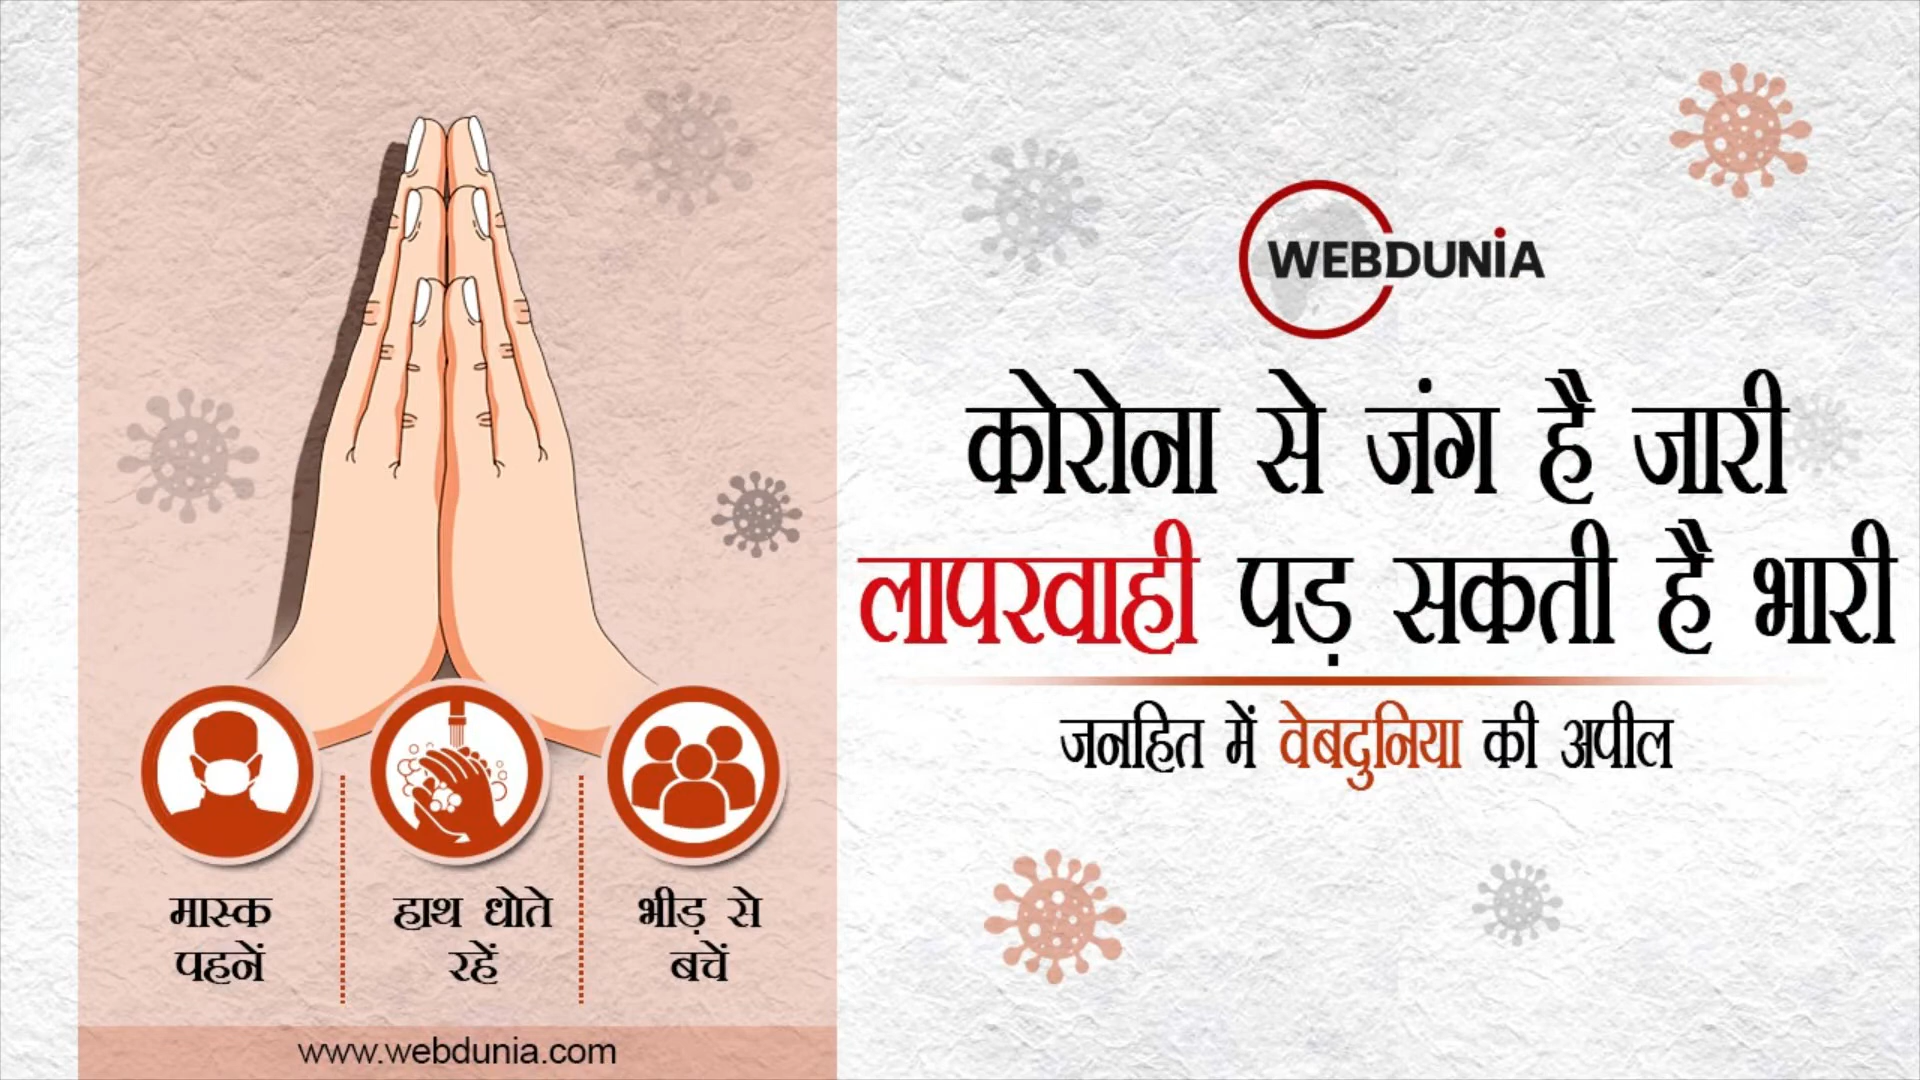 WEBDUNIA
कोरोना से जंग है जारी
लापरवाही पड़ सकती है भारी
जनहित में वेबदुनिया की अपील
मास्क
पहनें
हाथ धोते
रहें
भीड़ से
बचें
www.webdunia.com